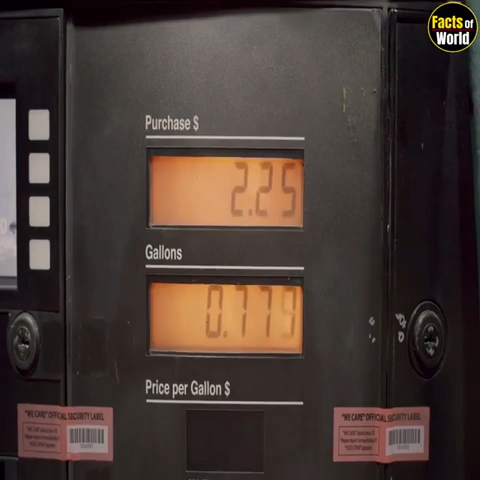 Facts of
World
Purchase $
2.25
Gallons
0.779
Price per Gallon $
"WE CARE" OFFICIAL SECURITY LABEL
"WE CARE" OFFICIAL SECURITY LABEL